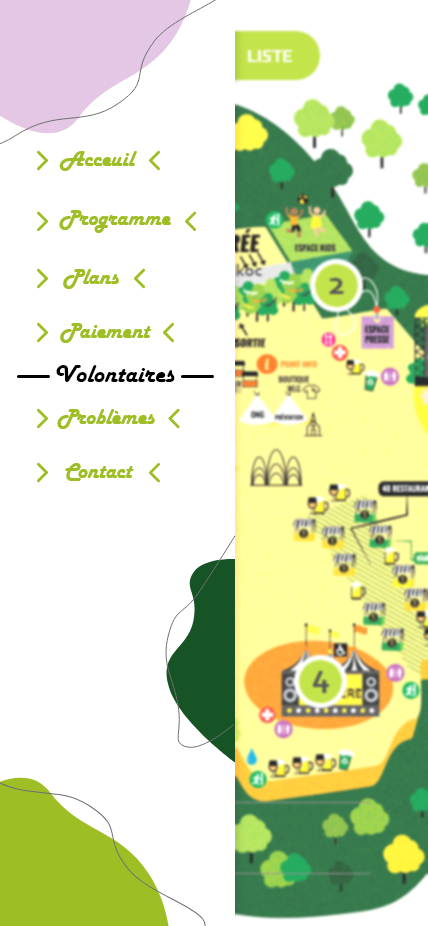 LISTE
Acceuil
Programme
Plans
Paiement
Volontaires
Problèmes
Contact
ESPACE KIDS
RÉE
KOC
2
ESPACE
PRESSE
SORTIE
POINT INFO
BOUTIQUE
ONG
PRÉVENTION
40 RESTAURAN
4